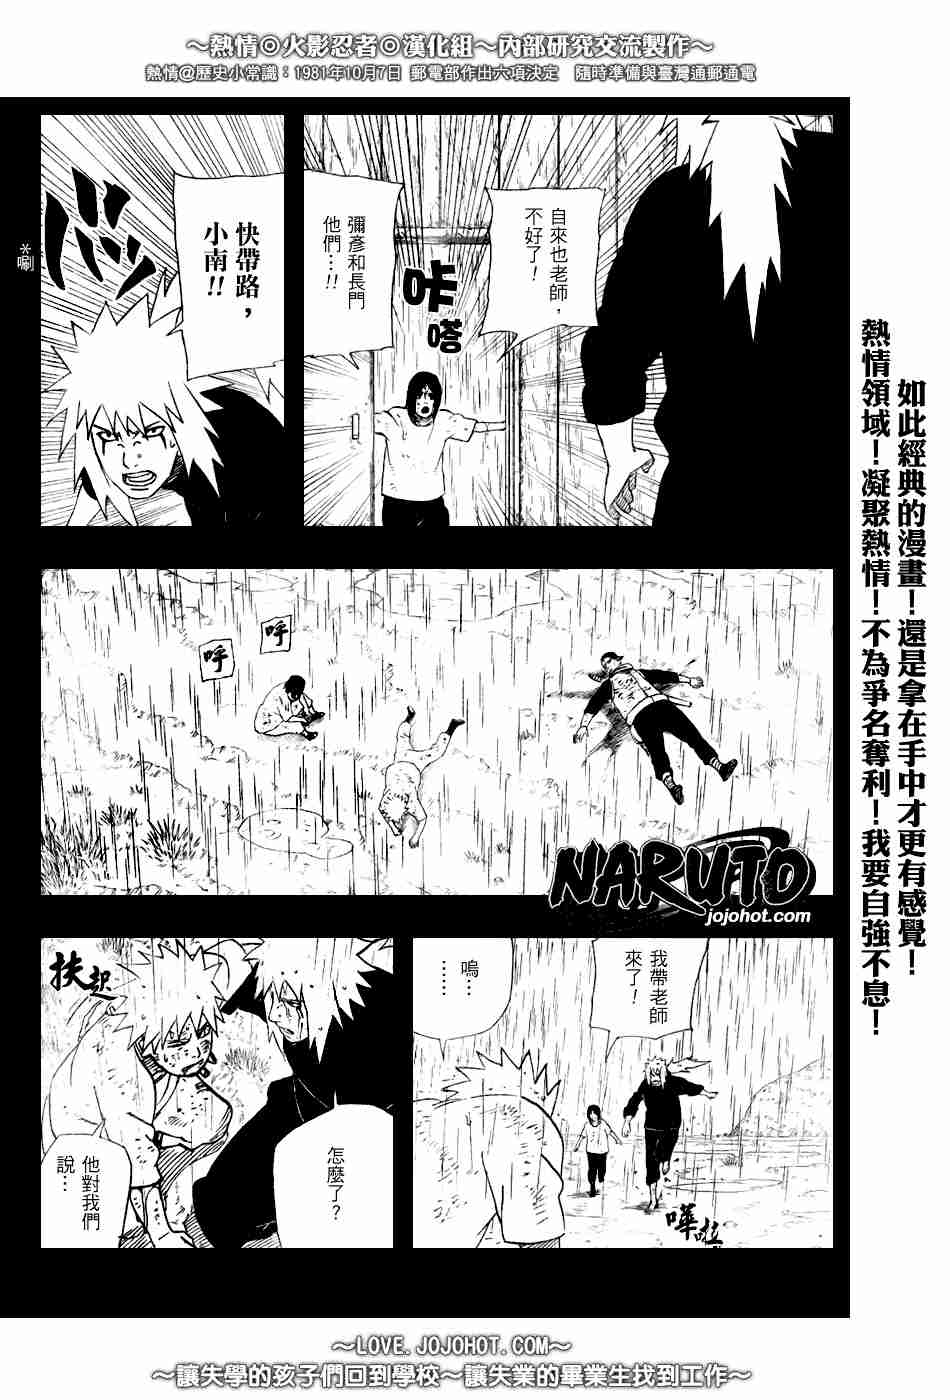 ～熱情◎火影忍者◎漢化組～內部研究交流製作～
熱情@歷史小常識：1981年10月7日 郵電部作出六項決定　隨時準備與臺灣通郵通電
自來也老師，
不好了！
彌彥和長門
他們…!!
咔
嗒
快帶路，
小南!!
＊唰
呼
呼
NARUTO
jojohot.com
我帶老師
來了！
嗚…
……
嘩啦
扶起
怎麼了？
他對我們
說…
如此經典的漫畫！還是拿在手中才更有感覺！
熱情領域！凝聚熱情！不為爭名奪利！我要自強不息！
～LOVE.JOJOHOT.COM～
～讓失學的孩子們回到學校～讓失業的畢業生找到工作～